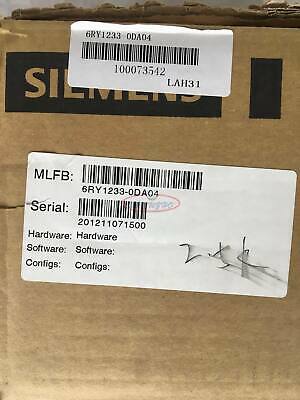 6RY1233-0DA04
100073542
LAH31
SIEMENS
MLFB:
6RY1233-0DA04
Serial:
201211071500
Hardware: Hardware
Software: Software:
Configs: Configs: